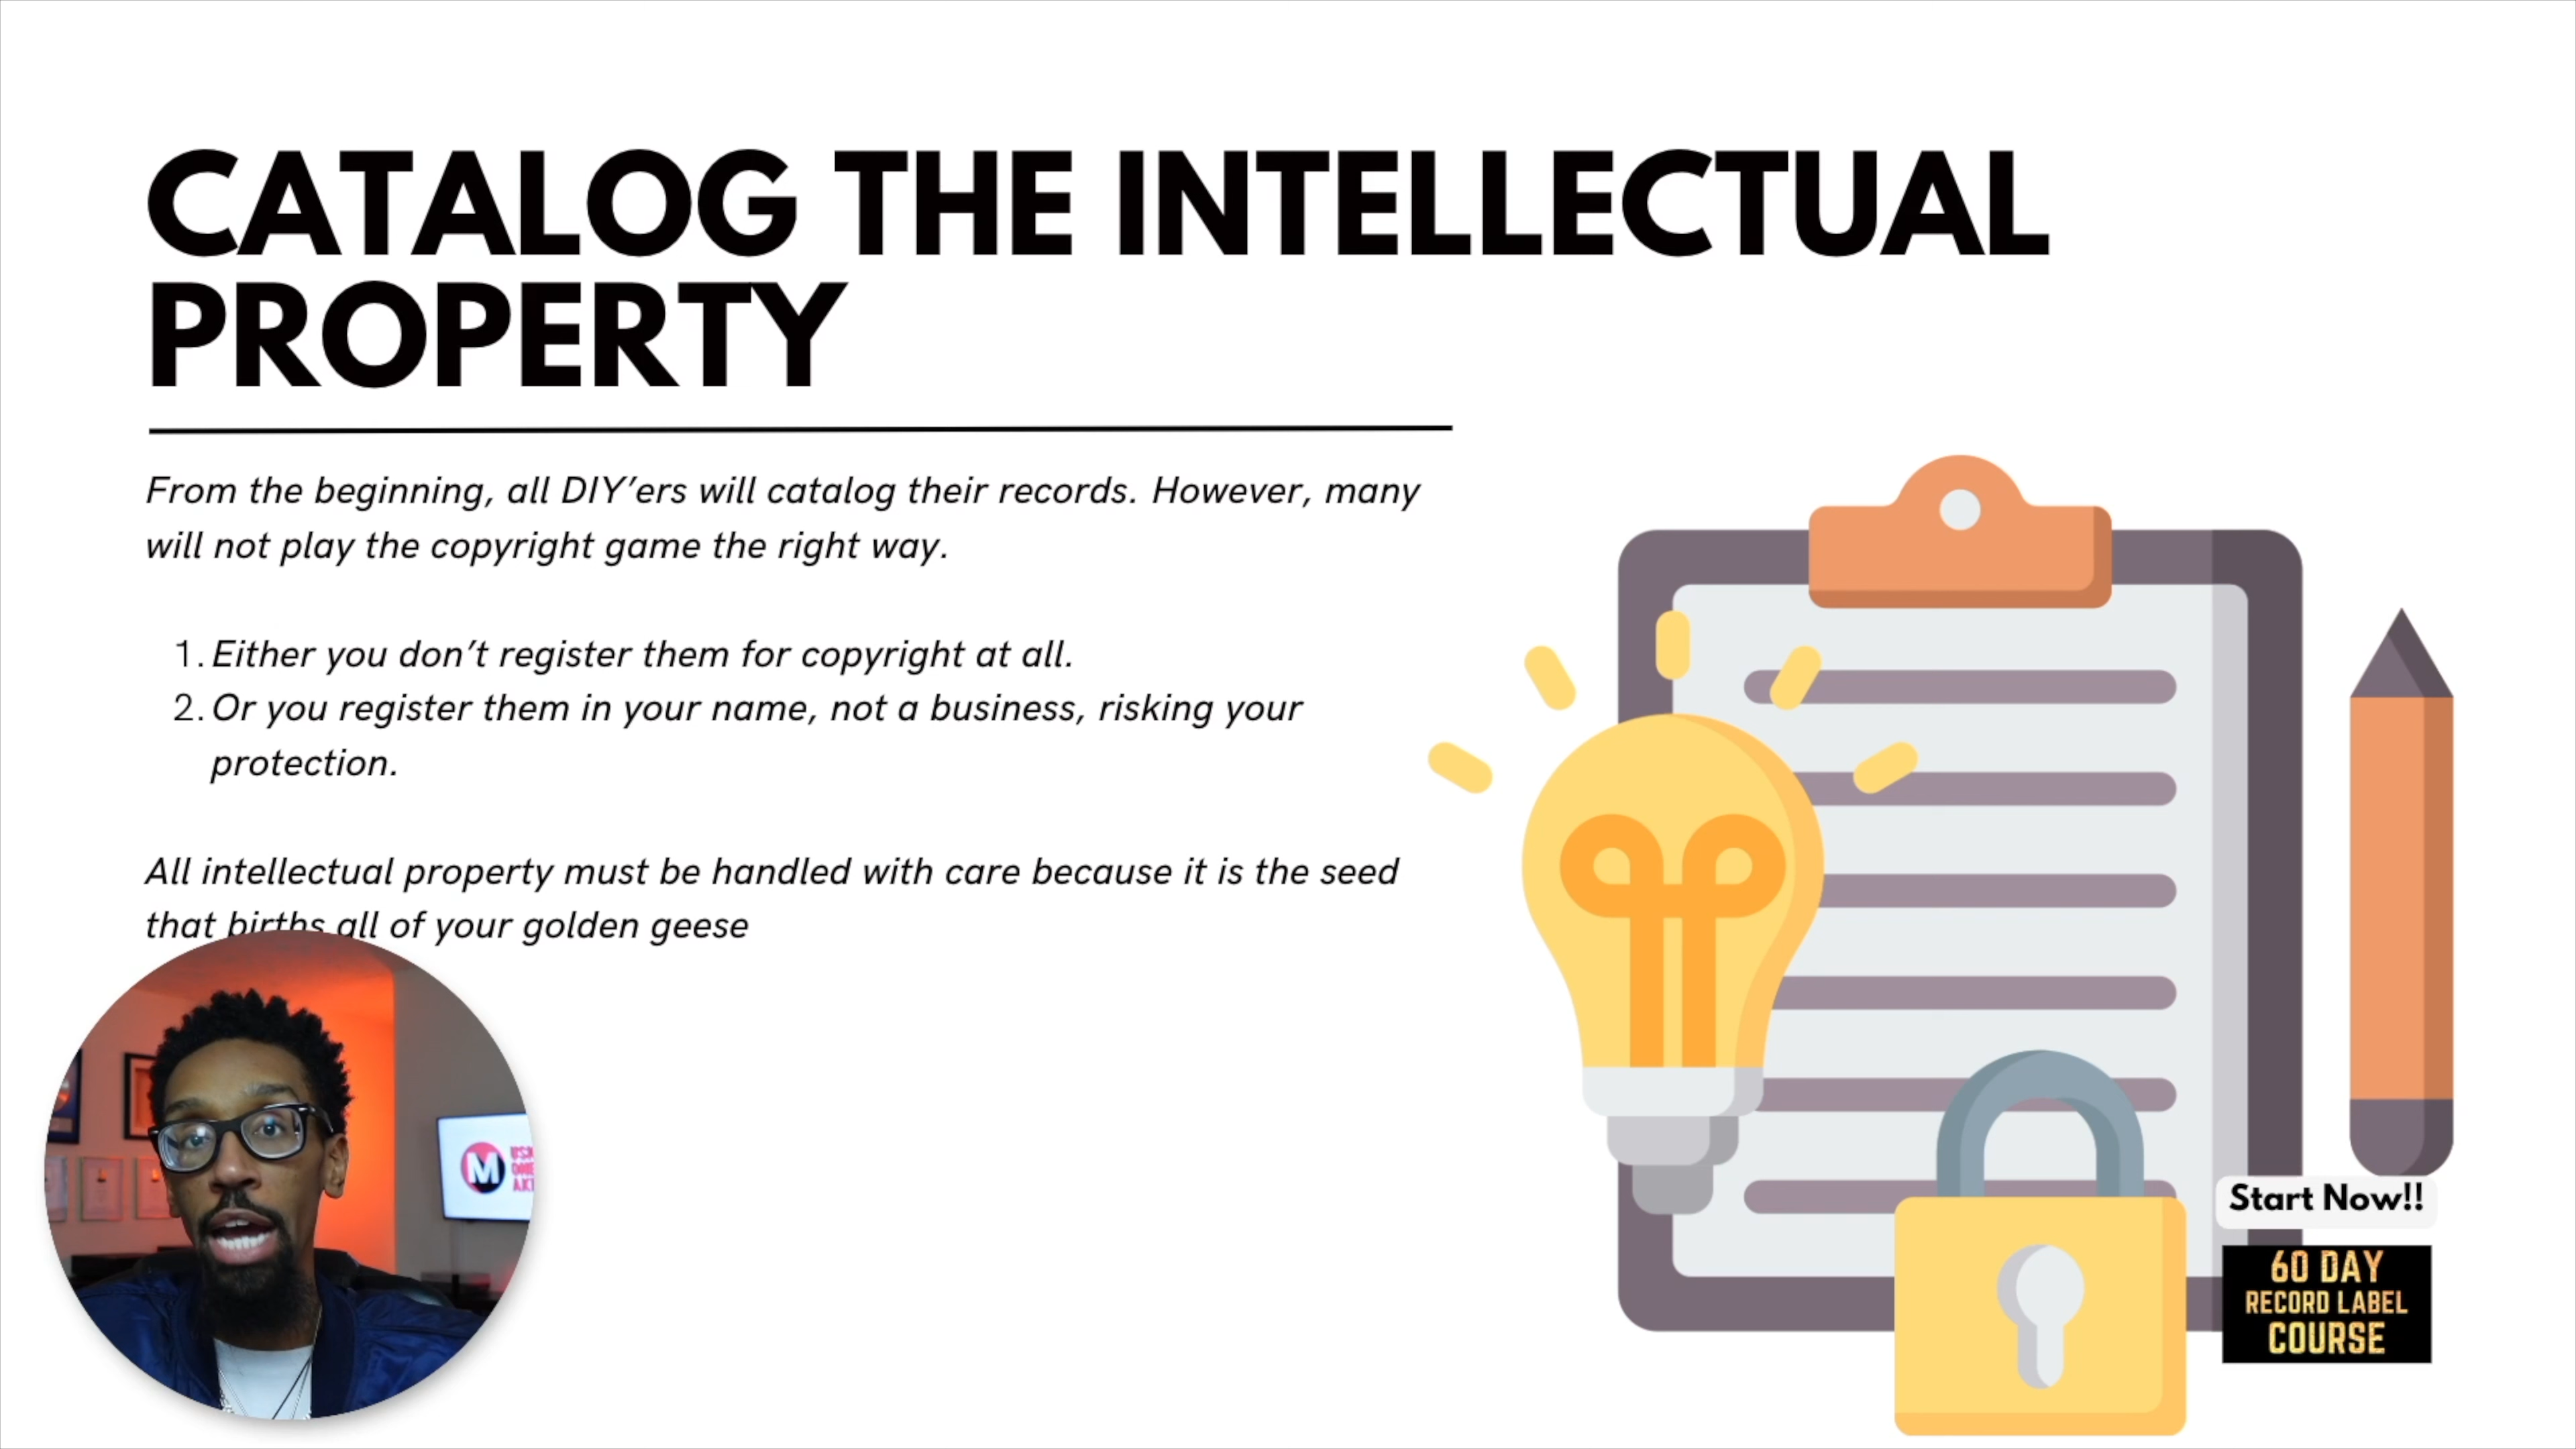 CATALOG THE INTELLECTUAL
PROPERTY
From the beginning, all DIY’ers will catalog their records. However, many
will not play the copyright game the right way.
1. Either you don’t register them for copyright at all.
2. Or you register them in your name, not a business, risking your
protection.
All intellectual property must be handled with care because it is the seed
that births all of your golden geese
M
Start Now!!
60 DAY
RECORD LABEL
COURSE